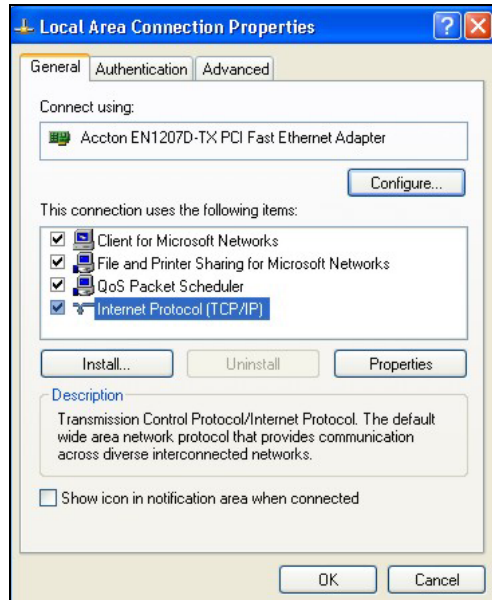 Local Area Connection Properties
General Authentication Advanced
Connect using:
Accton EN1207D-TX PCI Fast Ethernet Adapter
Configure...
This connection uses the following items:
Client for Microsoft Networks
File and Printer Sharing for Microsoft Networks
QoS Packet Scheduler
Internet Protocol (TCP/IP)
Install... Uninstall Properties
Description
Transmission Control Protocol/Internet Protocol. The default
wide area network protocol that provides communication
across diverse interconnected networks.
Show icon in notification area when connected
OK Cancel